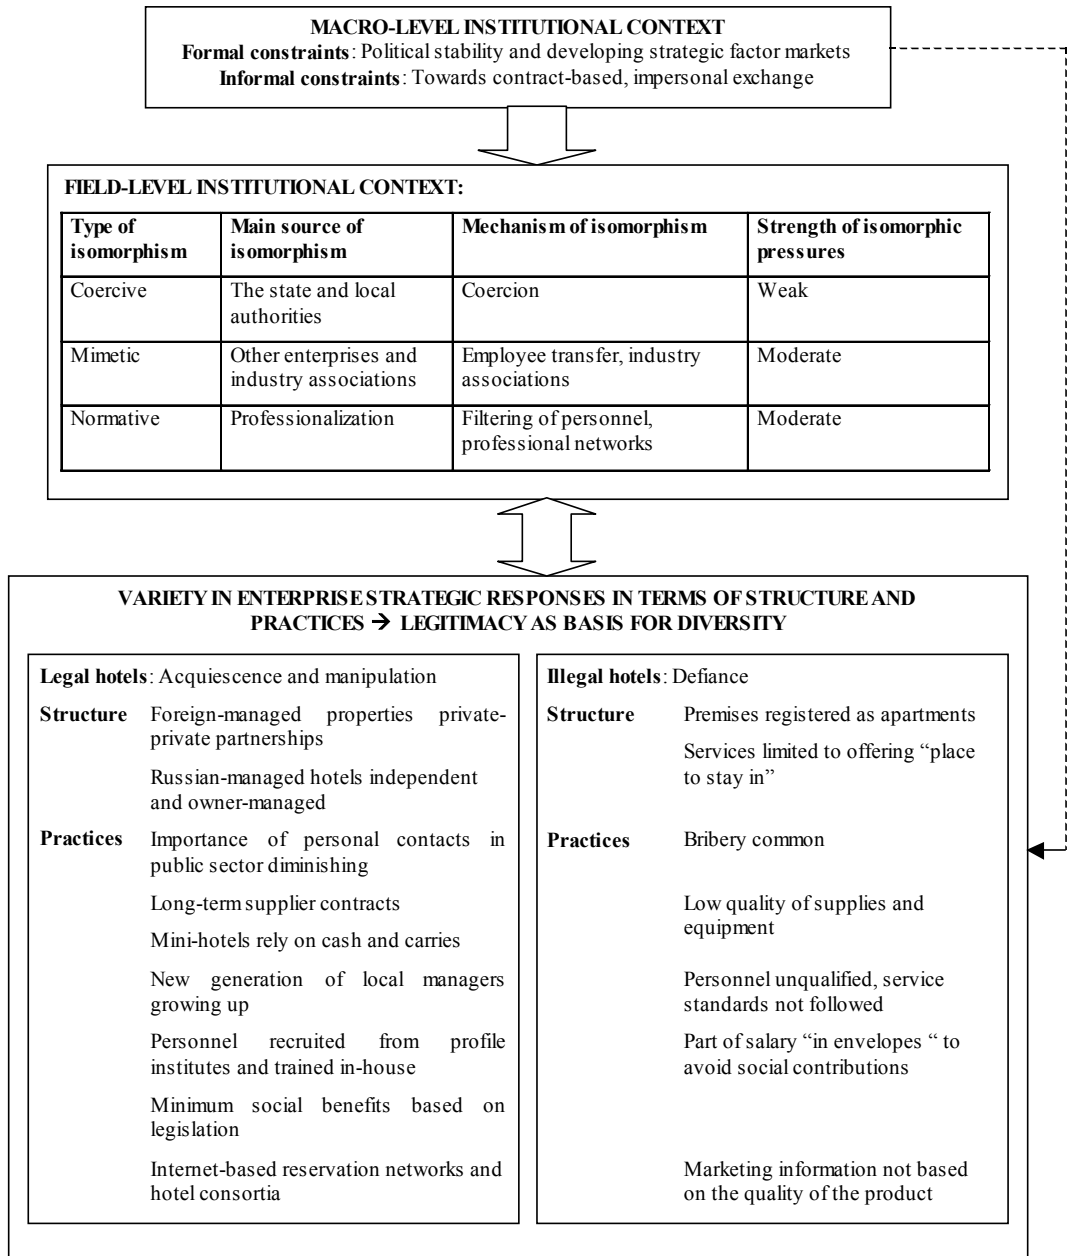 MACRO-LEVEL INSTITUTIONAL CONTEXT
Formal constraints: Political stability and developing strategic factor markets
Informal constraints: Towards contract-based, impersonal exchange
FIELD-LEVEL INSTITUTIONAL CONTEXT:
Type of isomorphism
Main source of isomorphism
Mechanism of isomorphism
Strength of isomorphic pressures
Coercive
The state and local authorities
Coercion
Weak
Mimetic
Other enterprises and industry associations
Employee transfer, industry associations
Moderate
Normative
Professionalization
Filtering of personnel, professional networks
Moderate
VARIETY IN ENTERPRISE STRATEGIC RESPONSES IN TERMS OF STRUCTURE AND
PRACTICES → LEGITIMACY AS BASIS FOR DIVERSITY
Legal hotels: Acquiescence and manipulation
Structure Foreign-managed properties private-
private partnerships
Russian-managed hotels independent
and owner-managed
Practices Importance of personal contacts in
public sector diminishing
Long-term supplier contracts
Mini-hotels rely on cash and carries
New generation of local managers
growing up
Personnel recruited from profile
institutes and trained in-house
Minimum social benefits based on
legislation
Internet-based reservation networks and
hotel consortia
Illegal hotels: Defiance
Structure Premises registered as apartments
Services limited to offering “place
to stay in”
Practices Bribery common
Low quality of supplies and
equipment
Personnel unqualified, service
standards not followed
Part of salary “in envelopes “ to
avoid social contributions
Marketing information not based
on the quality of the product